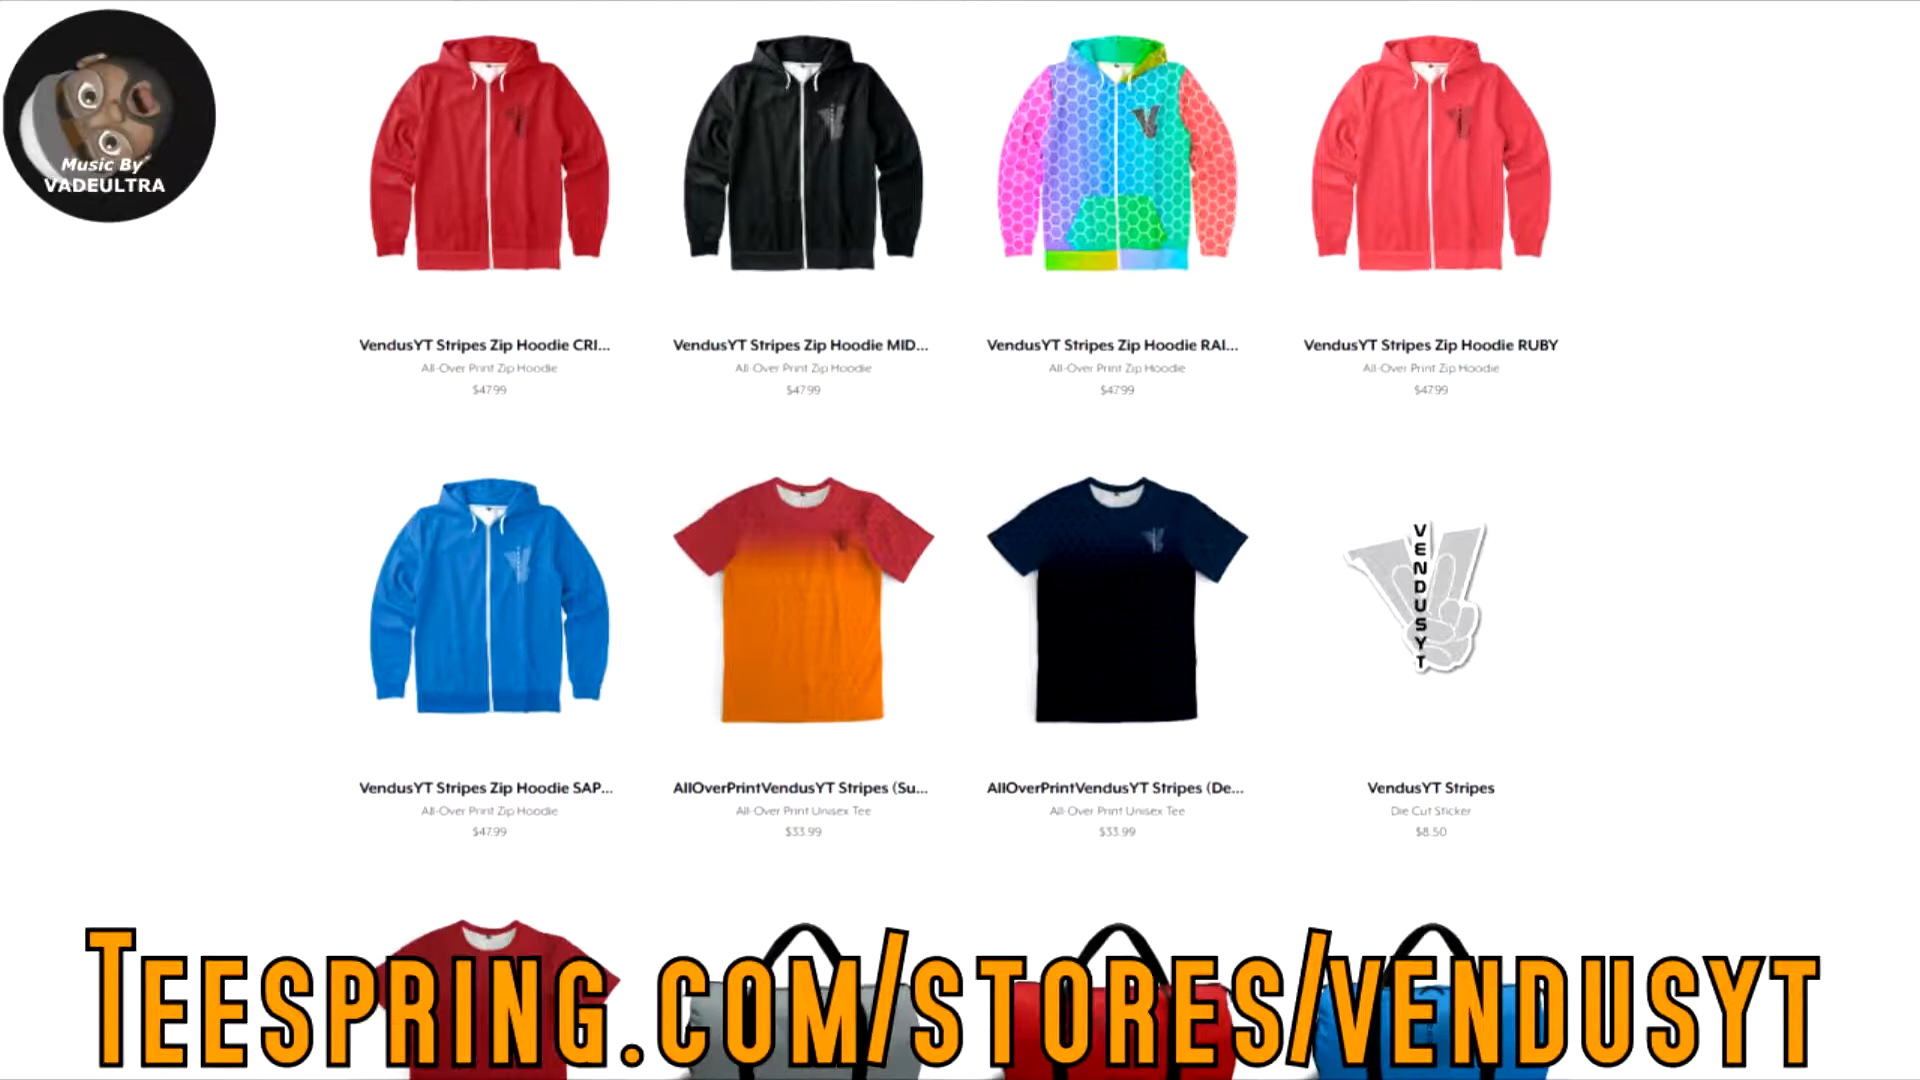 Music By
VADEULTRA
VendusYT Stripes Zip Hoodie CRI...
VendusYT Stripes Zip Hoodie MID...
VendusYT Stripes Zip Hoodie RAI...
VendusYT Stripes Zip Hoodie RUBY
All-Over Print Zip Hoodie
All-Over Print Zip Hoodie
All-Over Print Zip Hoodie
All-Over Print Zip Hoodie
$47.99
$47.99
$47.99
$47.99
VENDUSYT
VendusYT Stripes Zip Hoodie SAP...
AllOverPrintVendusYT Stripes (Su...
AllOverPrintVendusYT Stripes (De...
VendusYT Stripes
All-Over Print Zip Hoodie
All-Over Print Unisex Tee
All-Over Print Unisex Tee
Die Cut Sticker
$47.99
$33.99
$33.99
$8.50
TEESPRING.COM/STORES/VENDUSYT